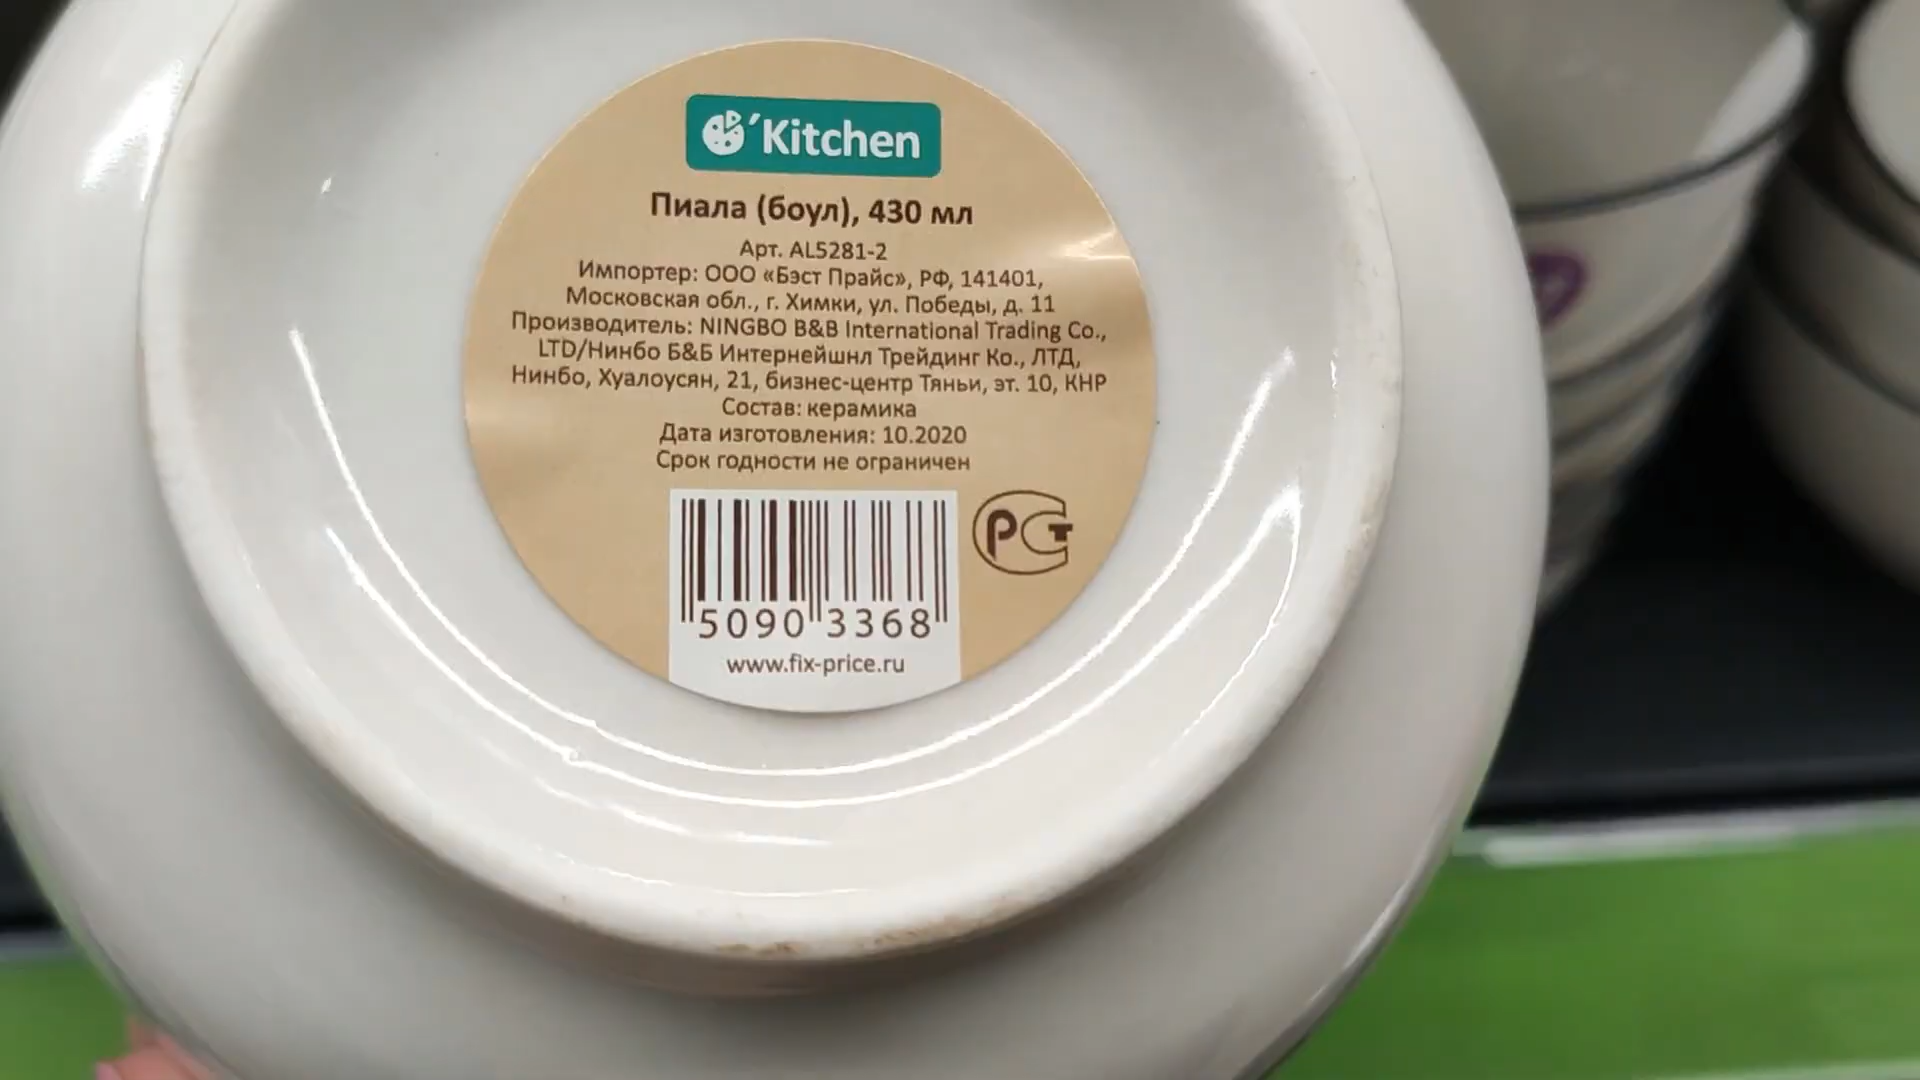 'Kitchen
Пиала (боул), 430 мл
Арт. AL5281-2
Импортер: ООО «Бэст Прайс», РФ, 141401,
Московская обл., г. Химки, ул. Победы, д. 11
Производитель: NINGBO B&B International Trading Co.,
LTD/Нинбо Б&Б Интернейшнл Трейдинг Ко., ЛТД,
Нинбо, Хуалоусян, 21, бизнес-центр Тяньи, эт. 10, КНР
Состав: керамика
Дата изготовления: 10.2020
Срок годности не ограничен
5090 3368
РСТ
www.fix-price.ru